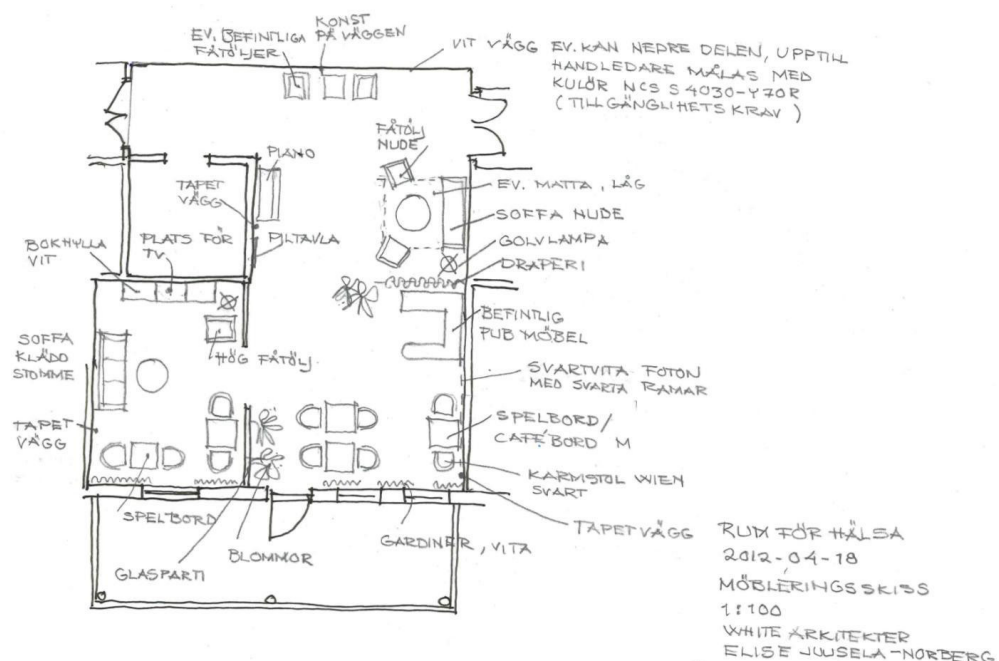 EV. BEFINTLIGA
FÅTÖLJER
KONST
PÅ VÄGGEN
VIT VÄGG EV. KAN NEDRE DELEN, UPPTILL
HANDLEDARE MÅLAS MED
KULÖR NCS S 4030-Y70R
(TILLGÄNGLIHETSKRAV)
FÅTÖLJ
NUDE
PIANO
TAPET
VÄGG
EV. MATTA, LÅG
SOFFA NUDE
GOLVLAMPA
DRAPERI
BOKHYLLA
VIT
PLATS FÖR
TV
PILTAVLA
BEFINTLIG
PUB MÖBEL
SOFFA
KLÄDD
STOMME
HÖG FÅTÖLJ
SVARTVITA FOTON
MED SVARTA RAMAR
TAPET
VÄGG
SPELBORD/
CAFÉBORD M
KARMSTOL WIEN
SVART
SPELBORD
BLOMMOR
GARDINER, VITA
TAPETVÄGG
GLASPARTI
RUM FÖR HÄLSA
2012-04-18
MÖBLERINGSSKISS
1:100
WHITE ARKITEKTER
ELISE JUUSELA-NORBERG